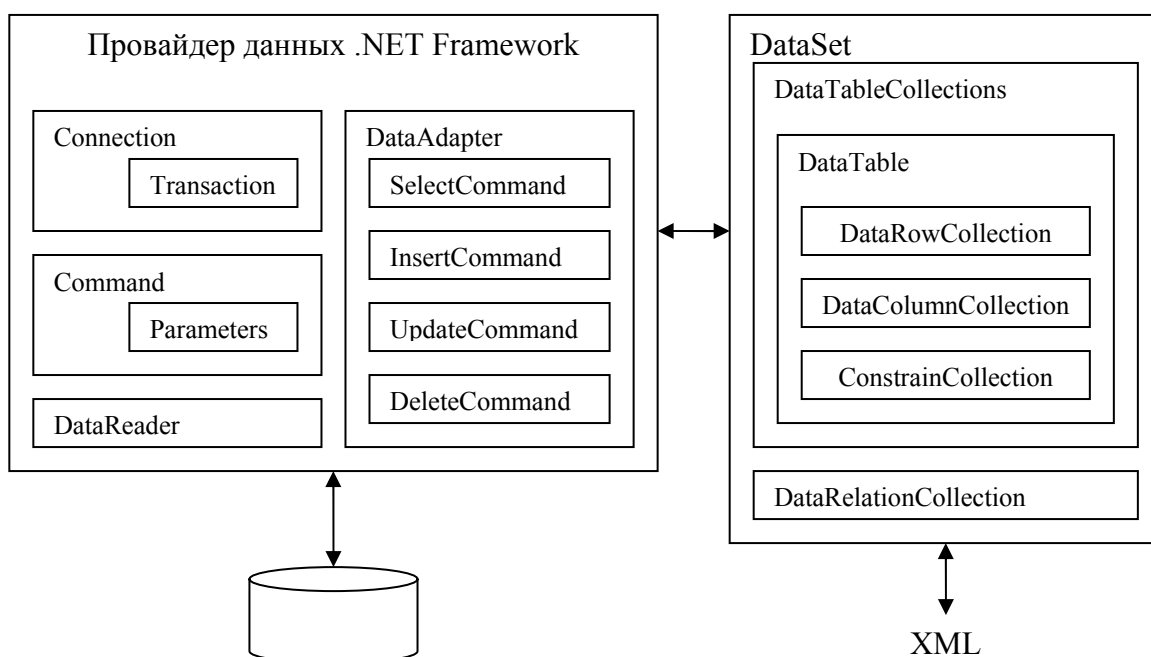 Провайдер данных .NET Framework
Connection
Transaction
Command
Parameters
DataReader
DataAdapter
SelectCommand
InsertCommand
UpdateCommand
DeleteCommand
DataSet
DataTableCollections
DataTable
DataRowCollection
DataColumnCollection
ConstrainCollection
DataRelationCollection
XML